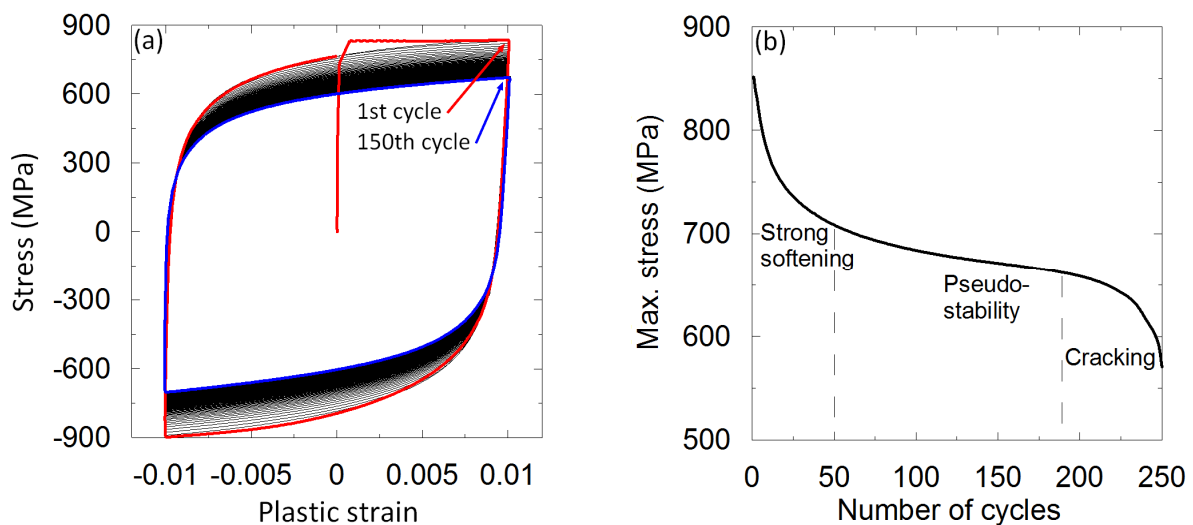 (a)
900
600
300
0
-300
-600
-900
Stress (MPa)
1st cycle
150th cycle
-0.01 -0.005 0 0.005 0.01
Plastic strain
(b)
900
800
700
600
500
Max. stress (MPa)
Strong
softening
Pseudo-
stability
Cracking
0 50 100 150 200 250
Number of cycles